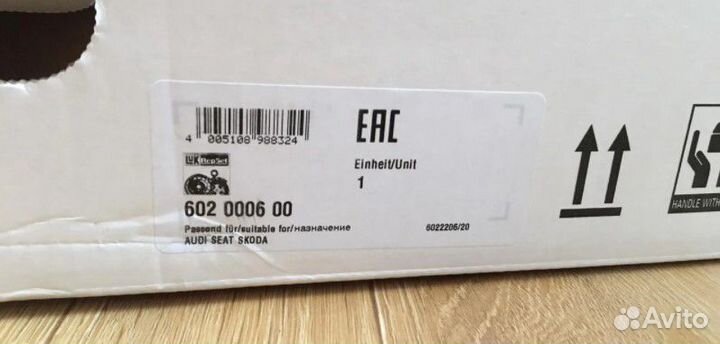 EAC
4 005108 988324
Einheit/Unit
1
LUK RepSet
602 0006 00
Passend für/suitable for/назначение
6022206/20
AUDI SEAT SKODA
HANDLE WITH
Avito